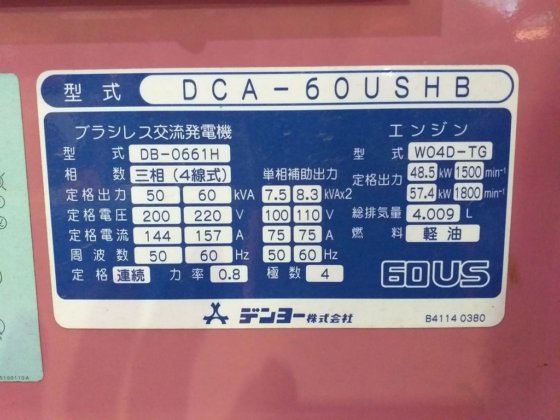 型式 DCA-60USHB
ブラシレス交流発電機
型式 DB-0661H
相数 三相（4線式） 単相補助出力
定格出力 50 60 kVA 7.5 8.3 kVAx2
定格電圧 200 220 V 100 110 V
定格電流 144 157 A 75 75 A
周波数 50 60 Hz 50 60 Hz
定格 連続 力率 0.8 極数 4
エンジン
型式 W04D-TG
定格出力 48.5 kW 1500 min⁻¹
57.4 kW 1800 min⁻¹
総排気量 4.009 L
燃料 軽油
60US
デンヨー株式会社
B4114 0380